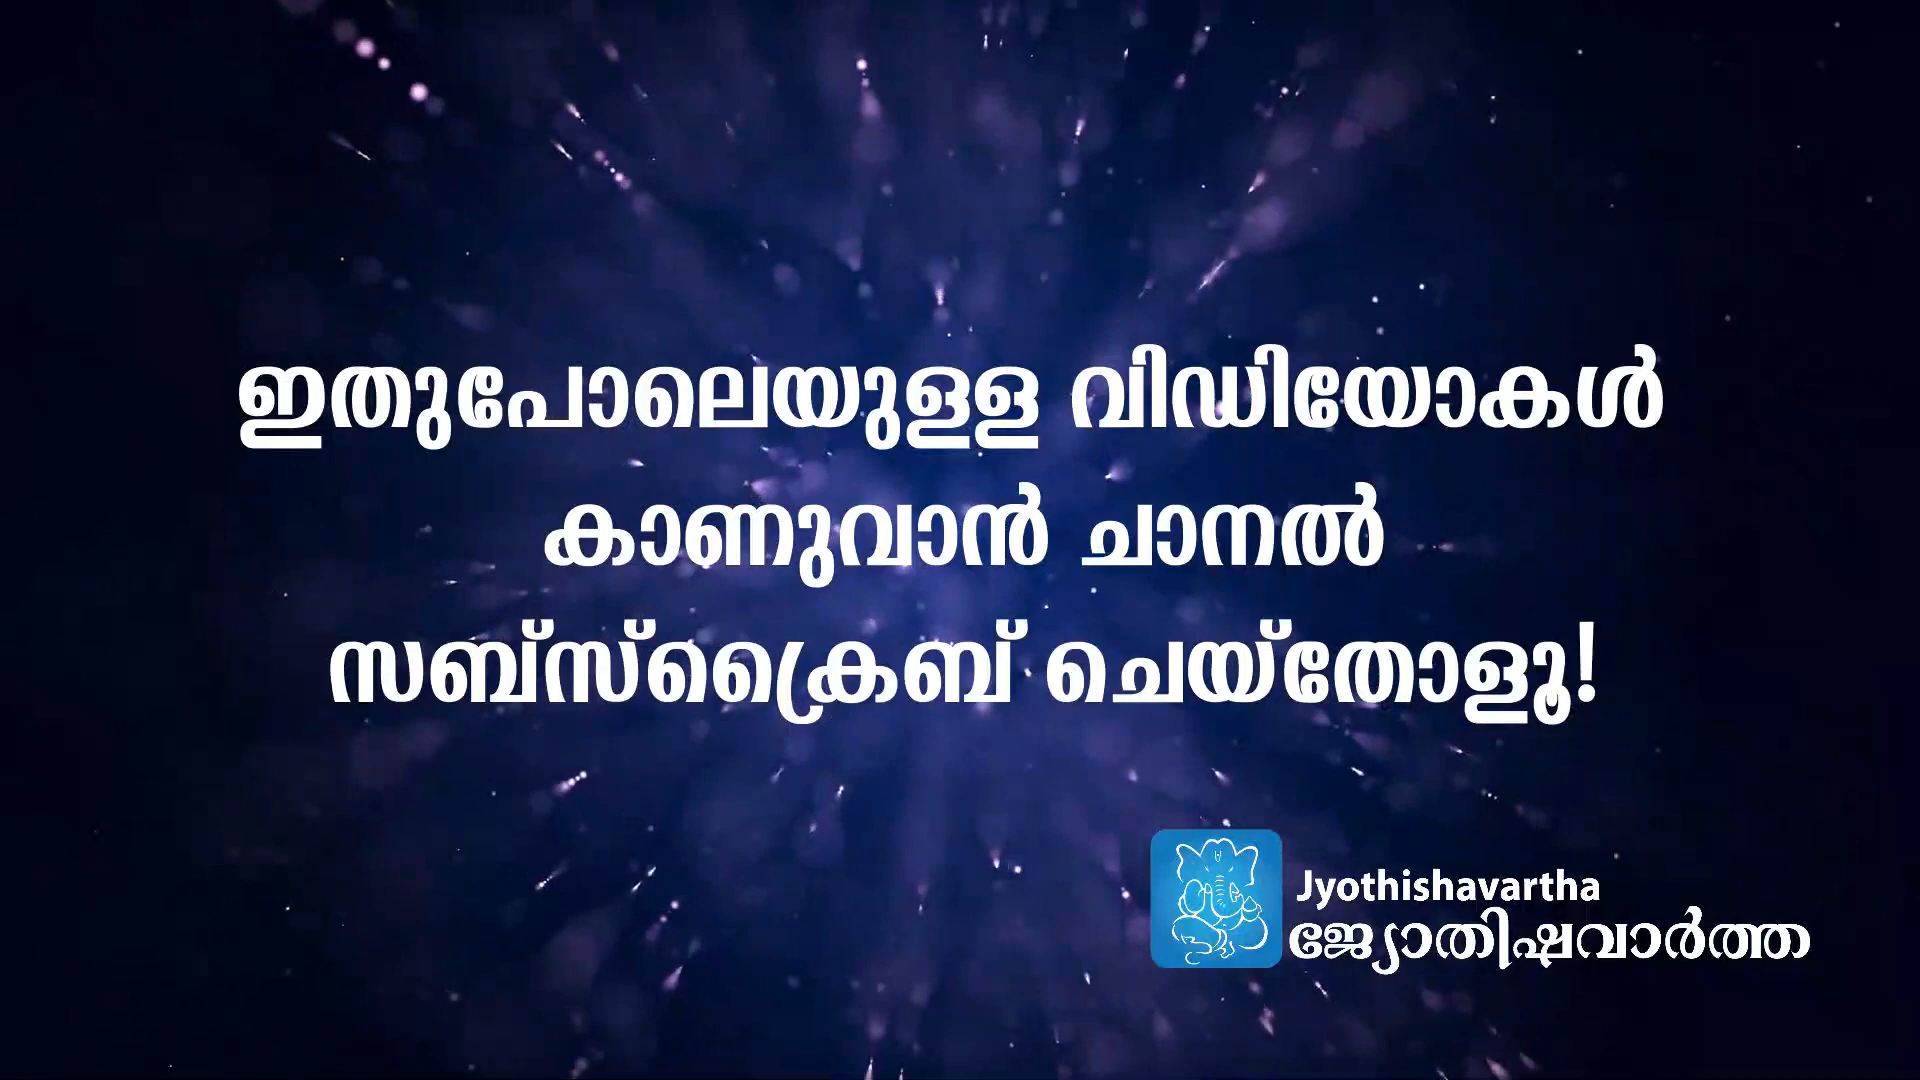 ഇതുപോലെയുള്ള വിഡിയോകൾ
കാണുവാൻ ചാനൽ
സബ്സ്ക്രൈബ് ചെയ്തോളൂ!
Jyothishavartha
ജ്യോതിഷവാർത്ത